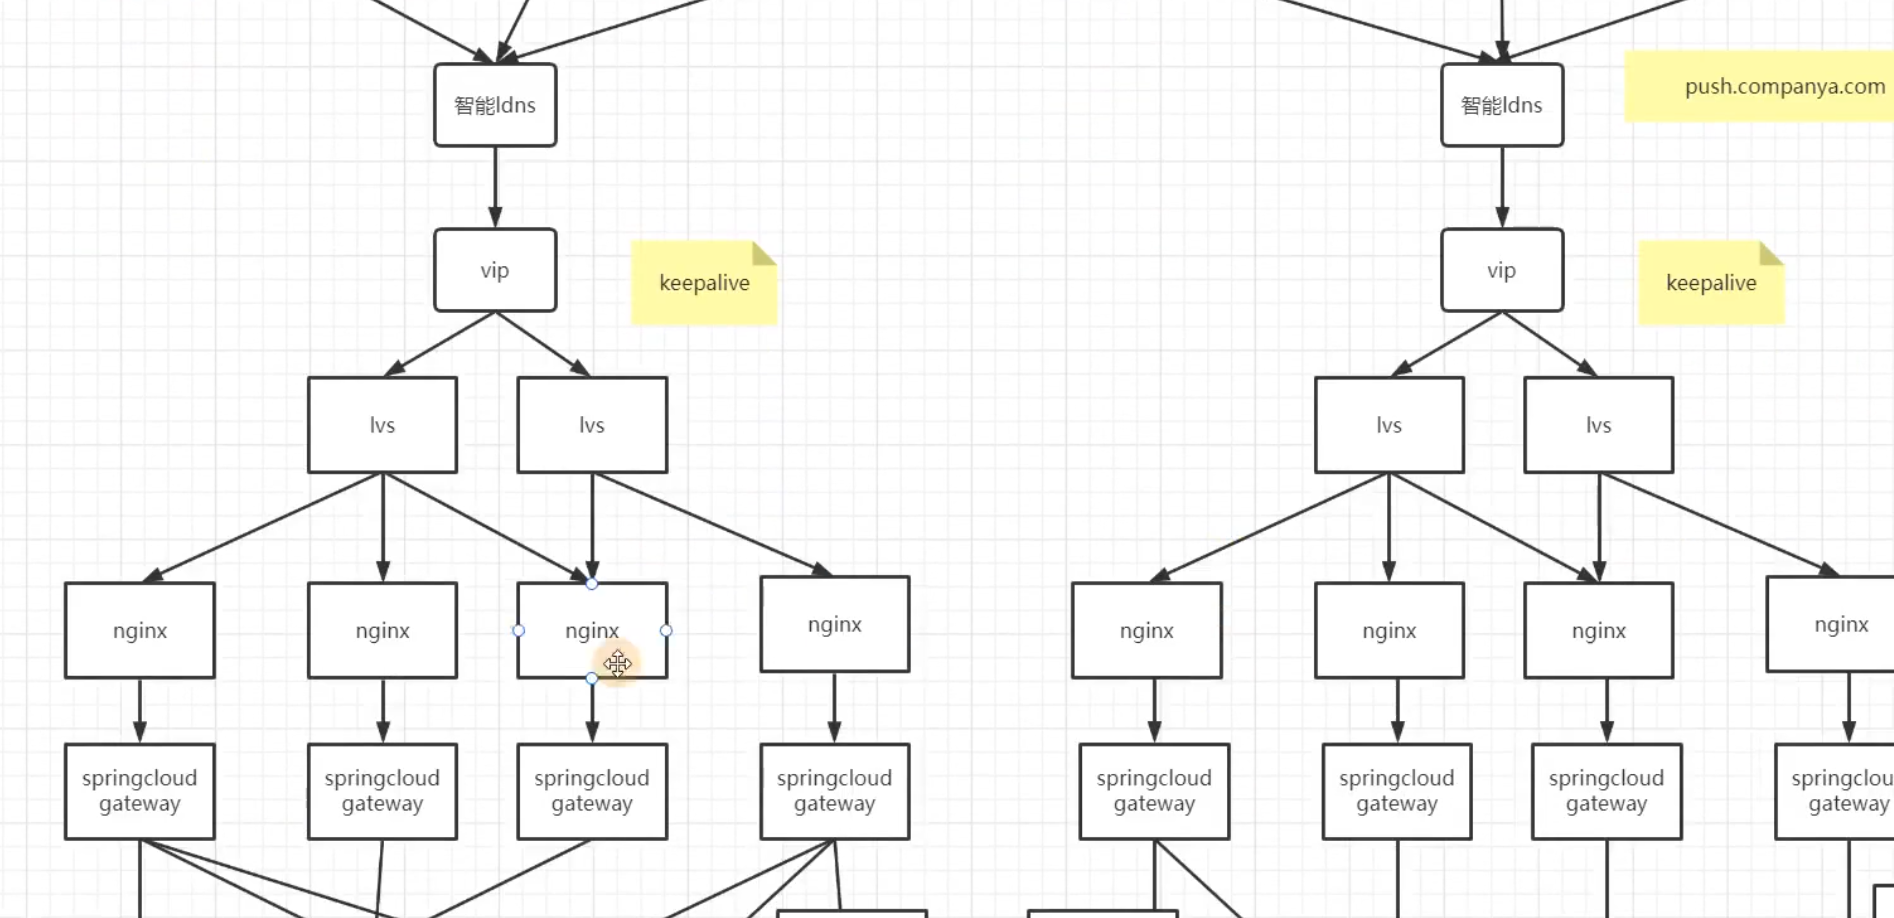 智能ldns
智能ldns
push.companya.com
vip
keepalive
vip
keepalive
lvs
lvs
lvs
lvs
nginx
nginx
nginx
nginx
nginx
nginx
nginx
nginx
springcloud
gateway
springcloud
gateway
springcloud
gateway
springcloud
gateway
springcloud
gateway
springcloud
gateway
springcloud
gateway
springclou
gateway